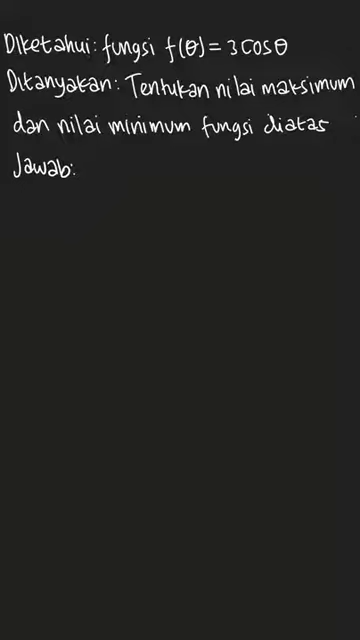 Diketahui: fungsi f(θ) = 3 cos θ
Ditanyakan: Tentukan nilai maksimum
dan nilai minimum fungsi diatas
Jawab: